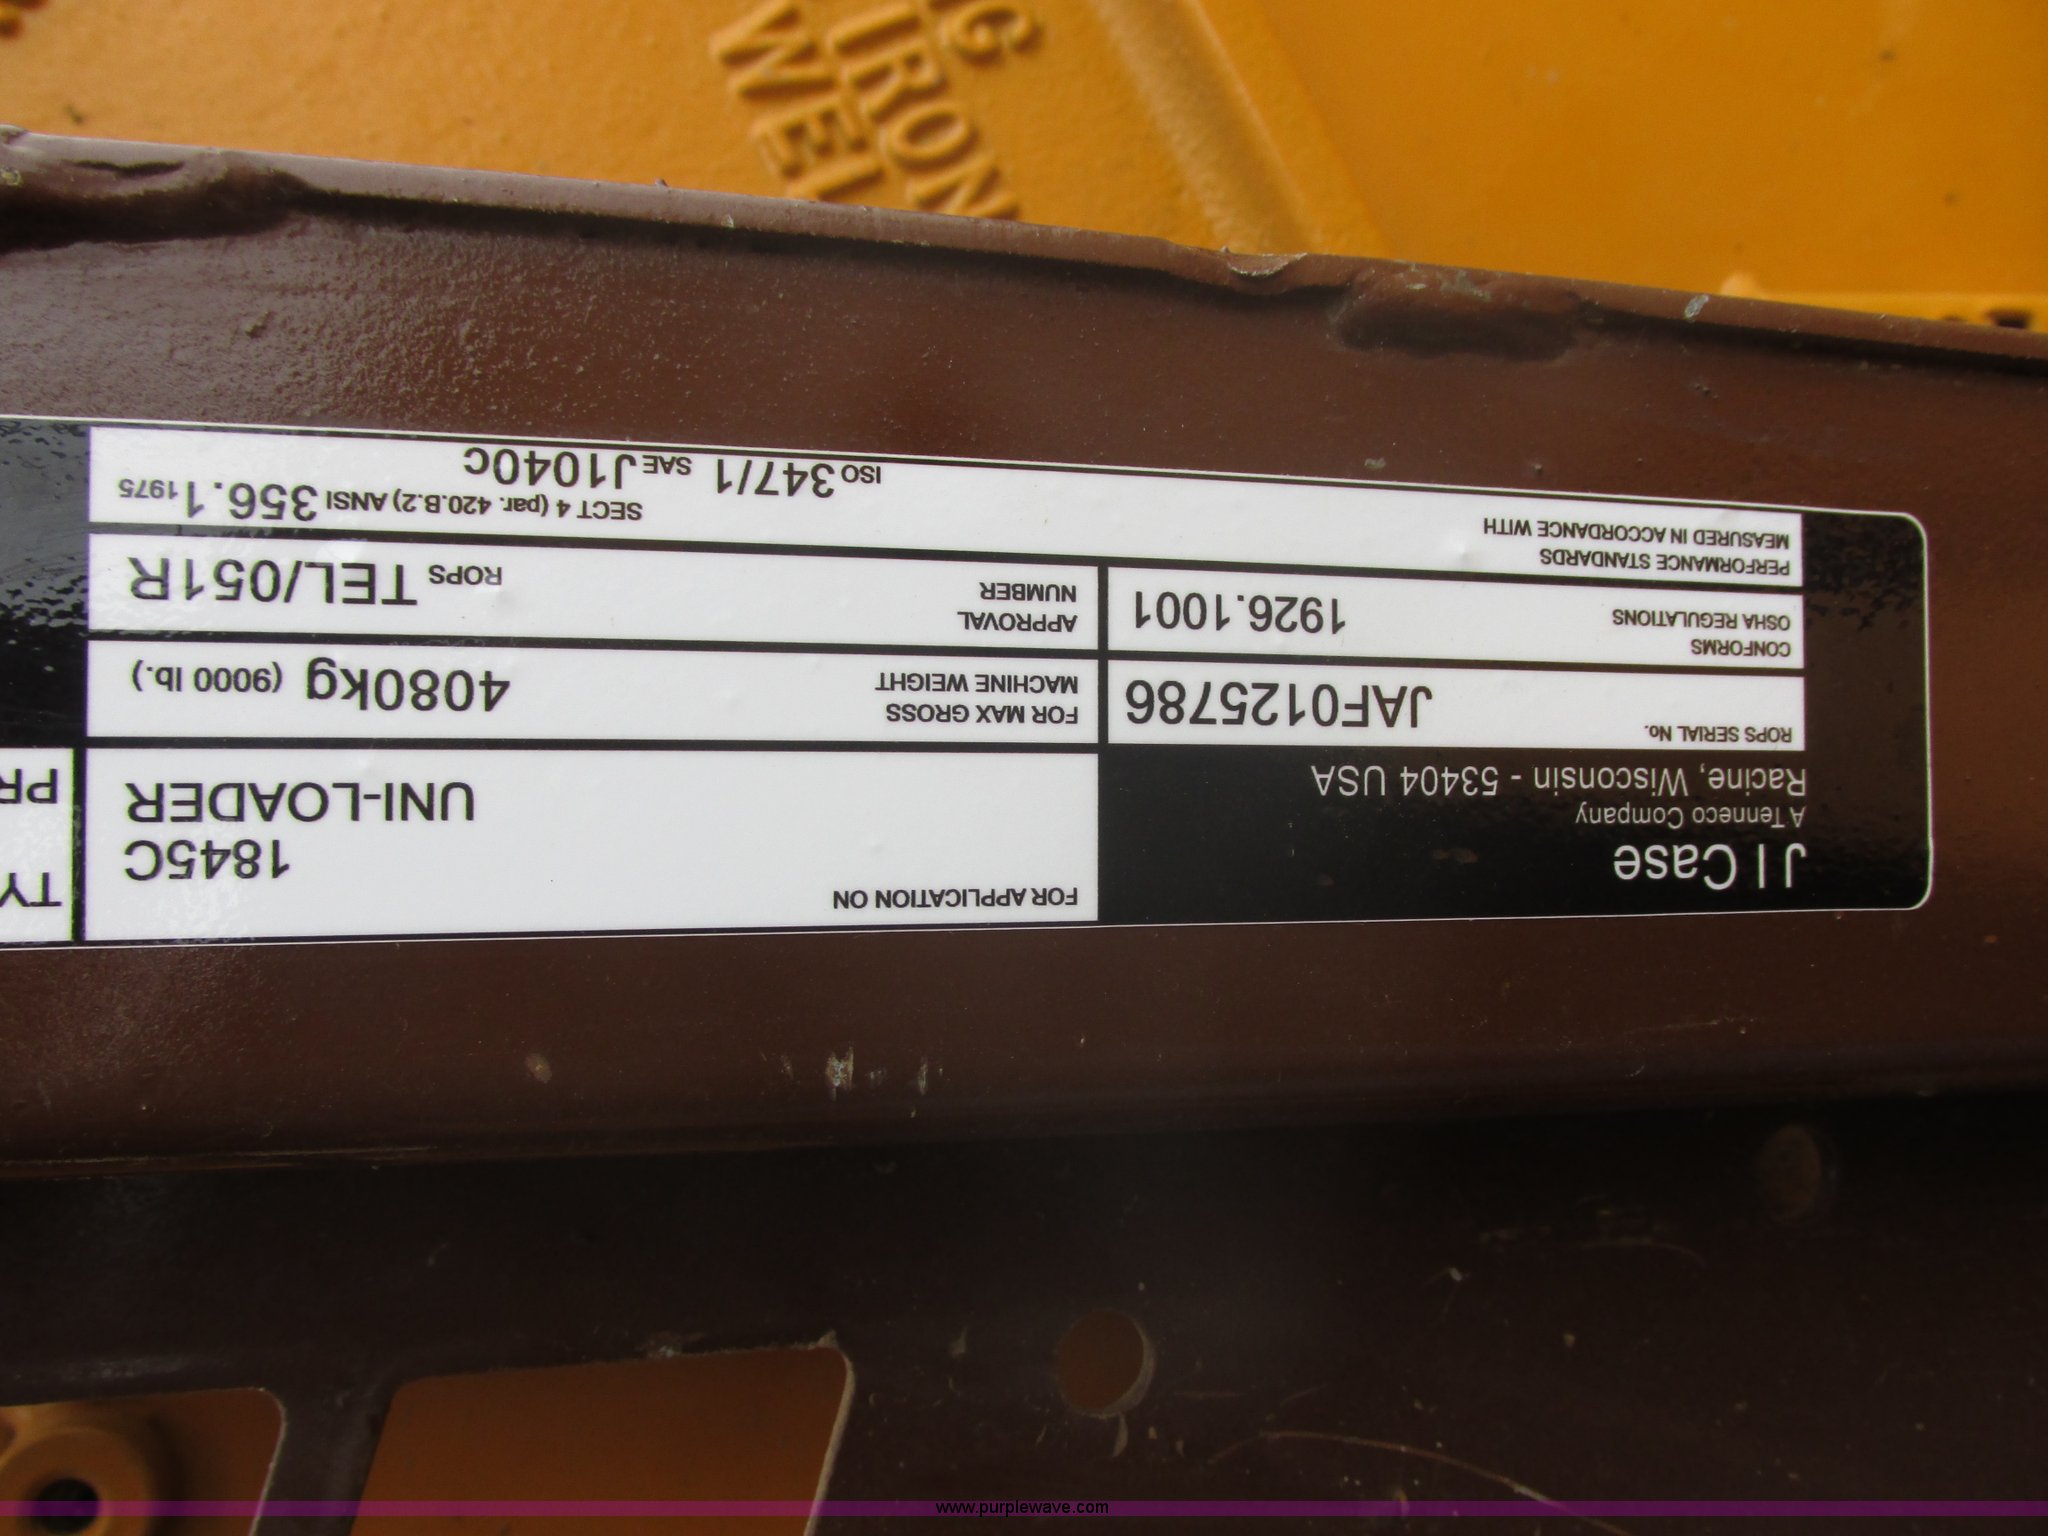 J I Case
A Tenneco Company
Racine, Wisconsin - 53404 USA
ROPS SERIAL No. JAF0125786
CONFORMS
OSHA REGULATIONS 1926.1001
PERFORMANCE STANDARDS
MEASURED IN ACCORDANCE WITH
FOR APPLICATION ON
1845C
UNI-LOADER
FOR MAX GROSS
MACHINE WEIGHT 4080kg (9000 lb.)
APPROVAL
NUMBER ROPS TEL/051R
SECT 4 (par. 420.B.2) ANSI 356.1 1975
ISO 347/1 SAE J1040c
TY
PR
IRON
WEI
www.purplewave.com